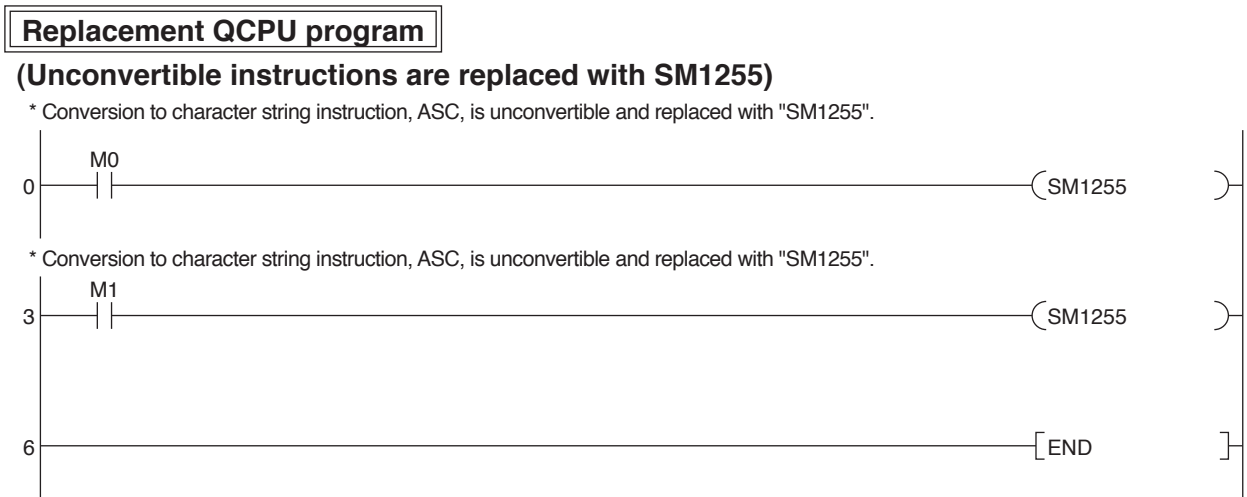 Replacement QCPU program
(Unconvertible instructions are replaced with SM1255)
* Conversion to character string instruction, ASC, is unconvertible and replaced with "SM1255".
M0
0 SM1255
* Conversion to character string instruction, ASC, is unconvertible and replaced with "SM1255".
M1
3 SM1255
6 END